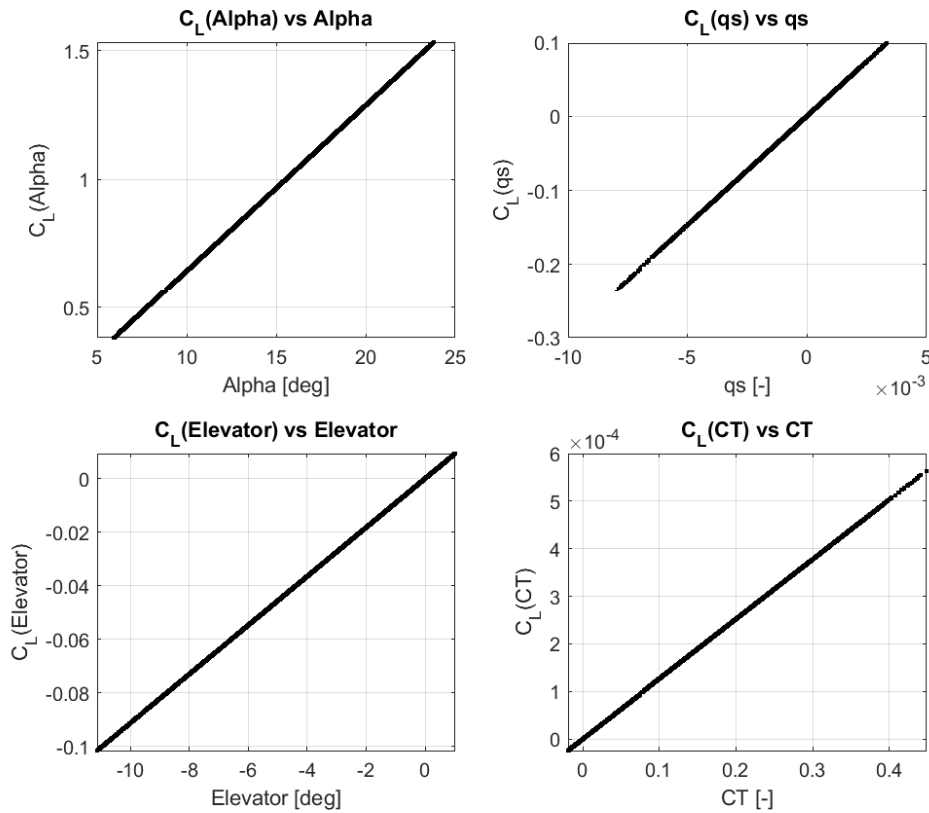 C_L(Alpha) vs Alpha
C_L(Alpha)
1.5
1
0.5
5 10 15 20 25
Alpha [deg]
C_L(qs) vs qs
C_L(qs)
0.1
0
-0.1
-0.2
-0.3
-10 -5 0 5
qs [-]
×10^-3
C_L(Elevator) vs Elevator
C_L(Elevator)
0
-0.02
-0.04
-0.06
-0.08
-0.1
-10 -8 -6 -4 -2 0
Elevator [deg]
C_L(CT) vs CT
×10^-4
C_L(CT)
6
5
4
3
2
1
0
0 0.1 0.2 0.3 0.4
CT [-]